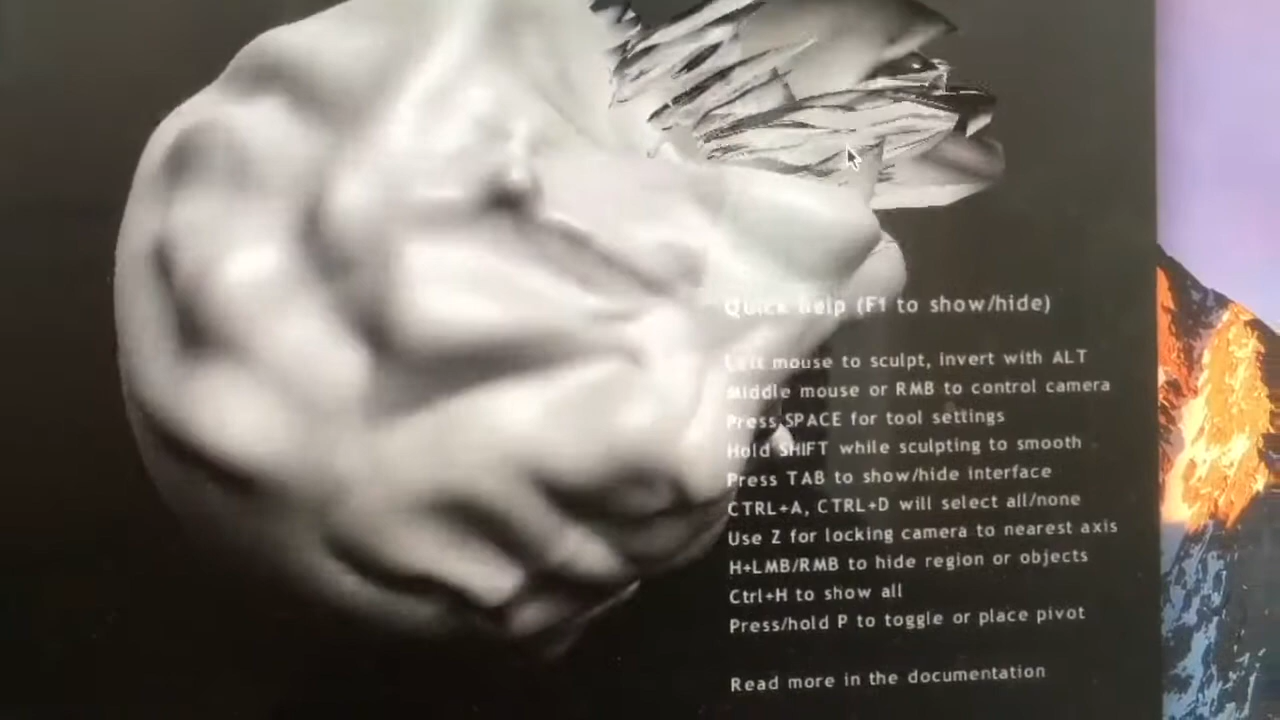 Quick help (F1 to show/hide)
Left mouse to sculpt, invert with ALT
Middle mouse or RMB to control camera
Press SPACE for tool settings
Hold SHIFT while sculpting to smooth
Press TAB to show/hide interface
CTRL+A, CTRL+D will select all/none
Use Z for locking camera to nearest axis
H+LMB/RMB to hide region or objects
Ctrl+H to show all
Press/hold P to toggle or place pivot
Read more in the documentation